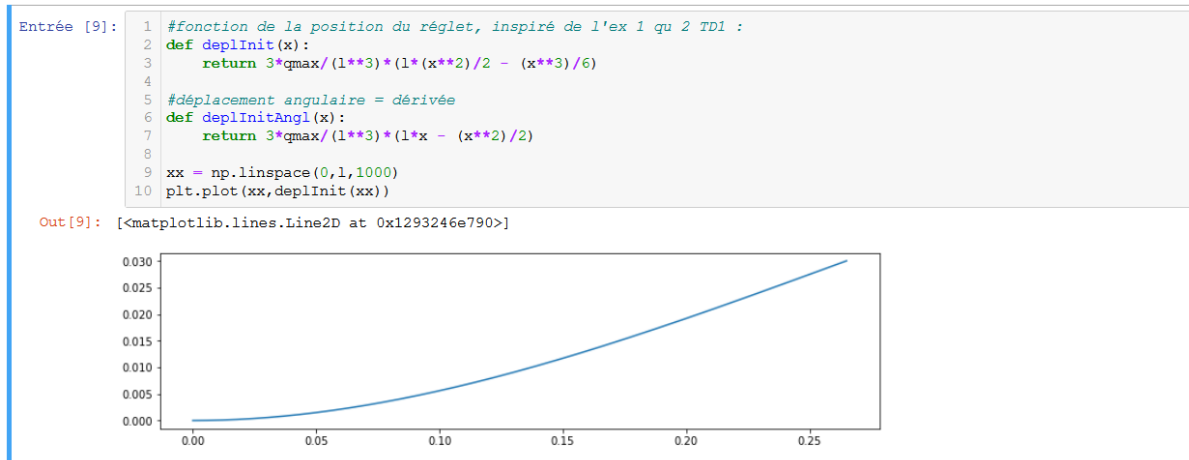 Entrée [9]:
1 #fonction de la position du réglet, inspiré de l'ex 1 qu 2 TD1 :
2 def deplInit(x):
3     return 3*qmax/(l**3)*(l*(x**2)/2 - (x**3)/6)
4
5 #déplacement angulaire = dérivée
6 def deplInitAngl(x):
7     return 3*qmax/(l**3)*(l*x - (x**2)/2)
8
9 xx = np.linspace(0,l,1000)
10 plt.plot(xx,deplInit(xx))
Out[9]: [<matplotlib.lines.Line2D at 0x1293246e790>]
0.030
0.025
0.020
0.015
0.010
0.005
0.000
0.00 0.05 0.10 0.15 0.20 0.25